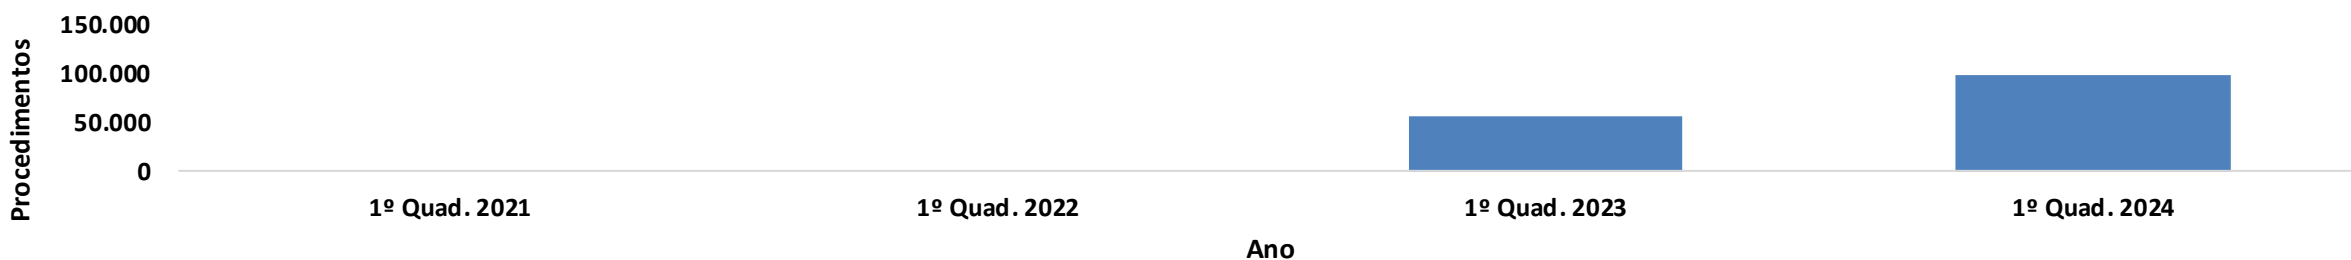 Procedimentos
150.000
100.000
50.000
0
1º Quad. 2021
1º Quad. 2022
1º Quad. 2023
1º Quad. 2024
Ano